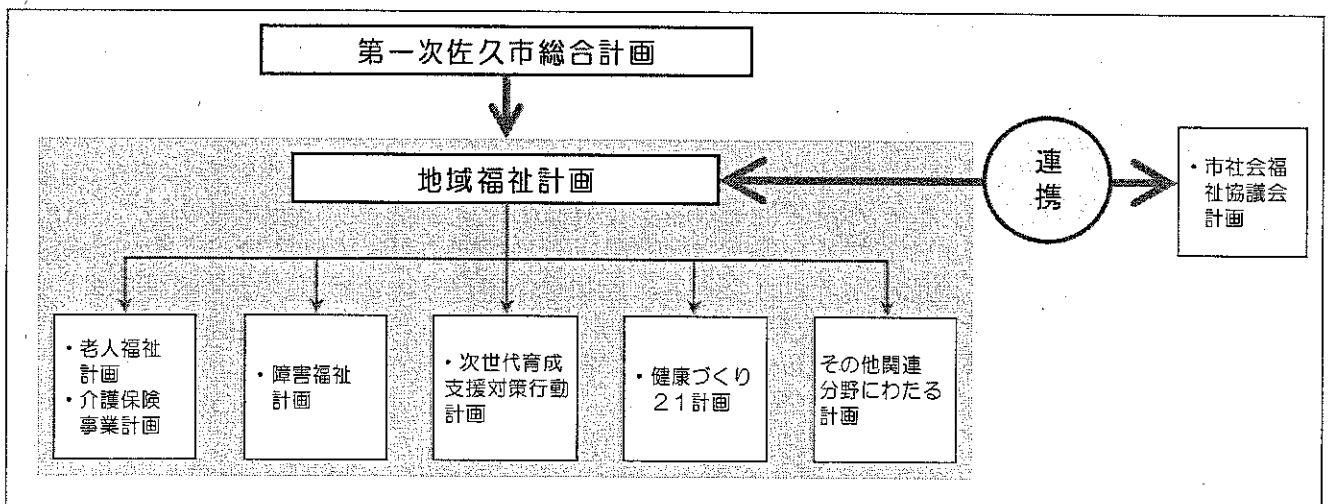 第一次佐久市総合計画
地域福祉計画
連
携
・市社会福
祉協議会
計画
・老人福祉
計画
・介護保険
事業計画
・障害福祉
計画
・次世代育成
支援対策行動
計画
・健康づくり
２１計画
その他関連
分野にわたる
計画